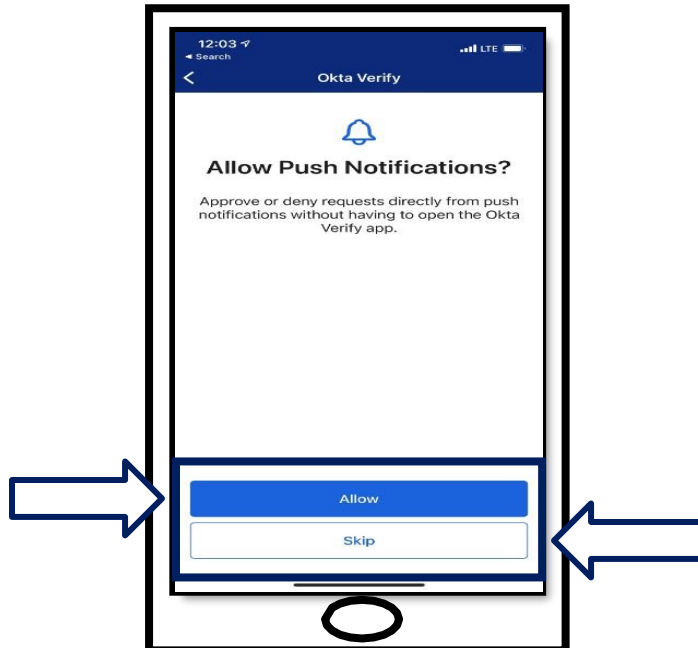 12:03
LTE
◄ Search
Okta Verify
Allow Push Notifications?
Approve or deny requests directly from push
notifications without having to open the Okta
Verify app.
Allow
Skip